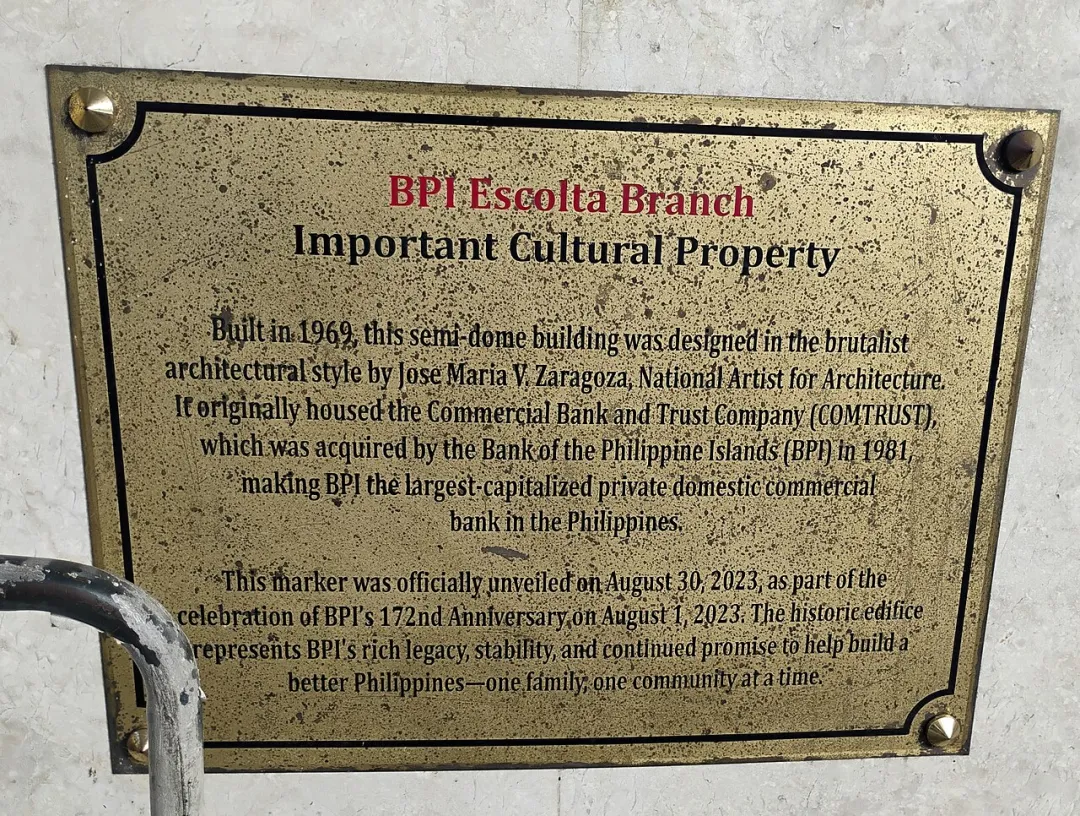 BPI Escolta Branch
Important Cultural Property
Built in 1969, this semi-dome building was designed in the brutalist
architectural style by Jose Maria V. Zaragoza, National Artist for Architecture.
It originally housed the Commercial Bank and Trust Company (COMTRUST),
which was acquired by the Bank of the Philippine Islands (BPI) in 1981,
making BPI the largest-capitalized private domestic commercial
bank in the Philippines.
This marker was officially unveiled on August 30, 2023, as part of the
celebration of BPI's 172nd Anniversary on August 1, 2023. The historic edifice
represents BPI's rich legacy, stability, and continued promise to help build a
better Philippines—one family, one community at a time.